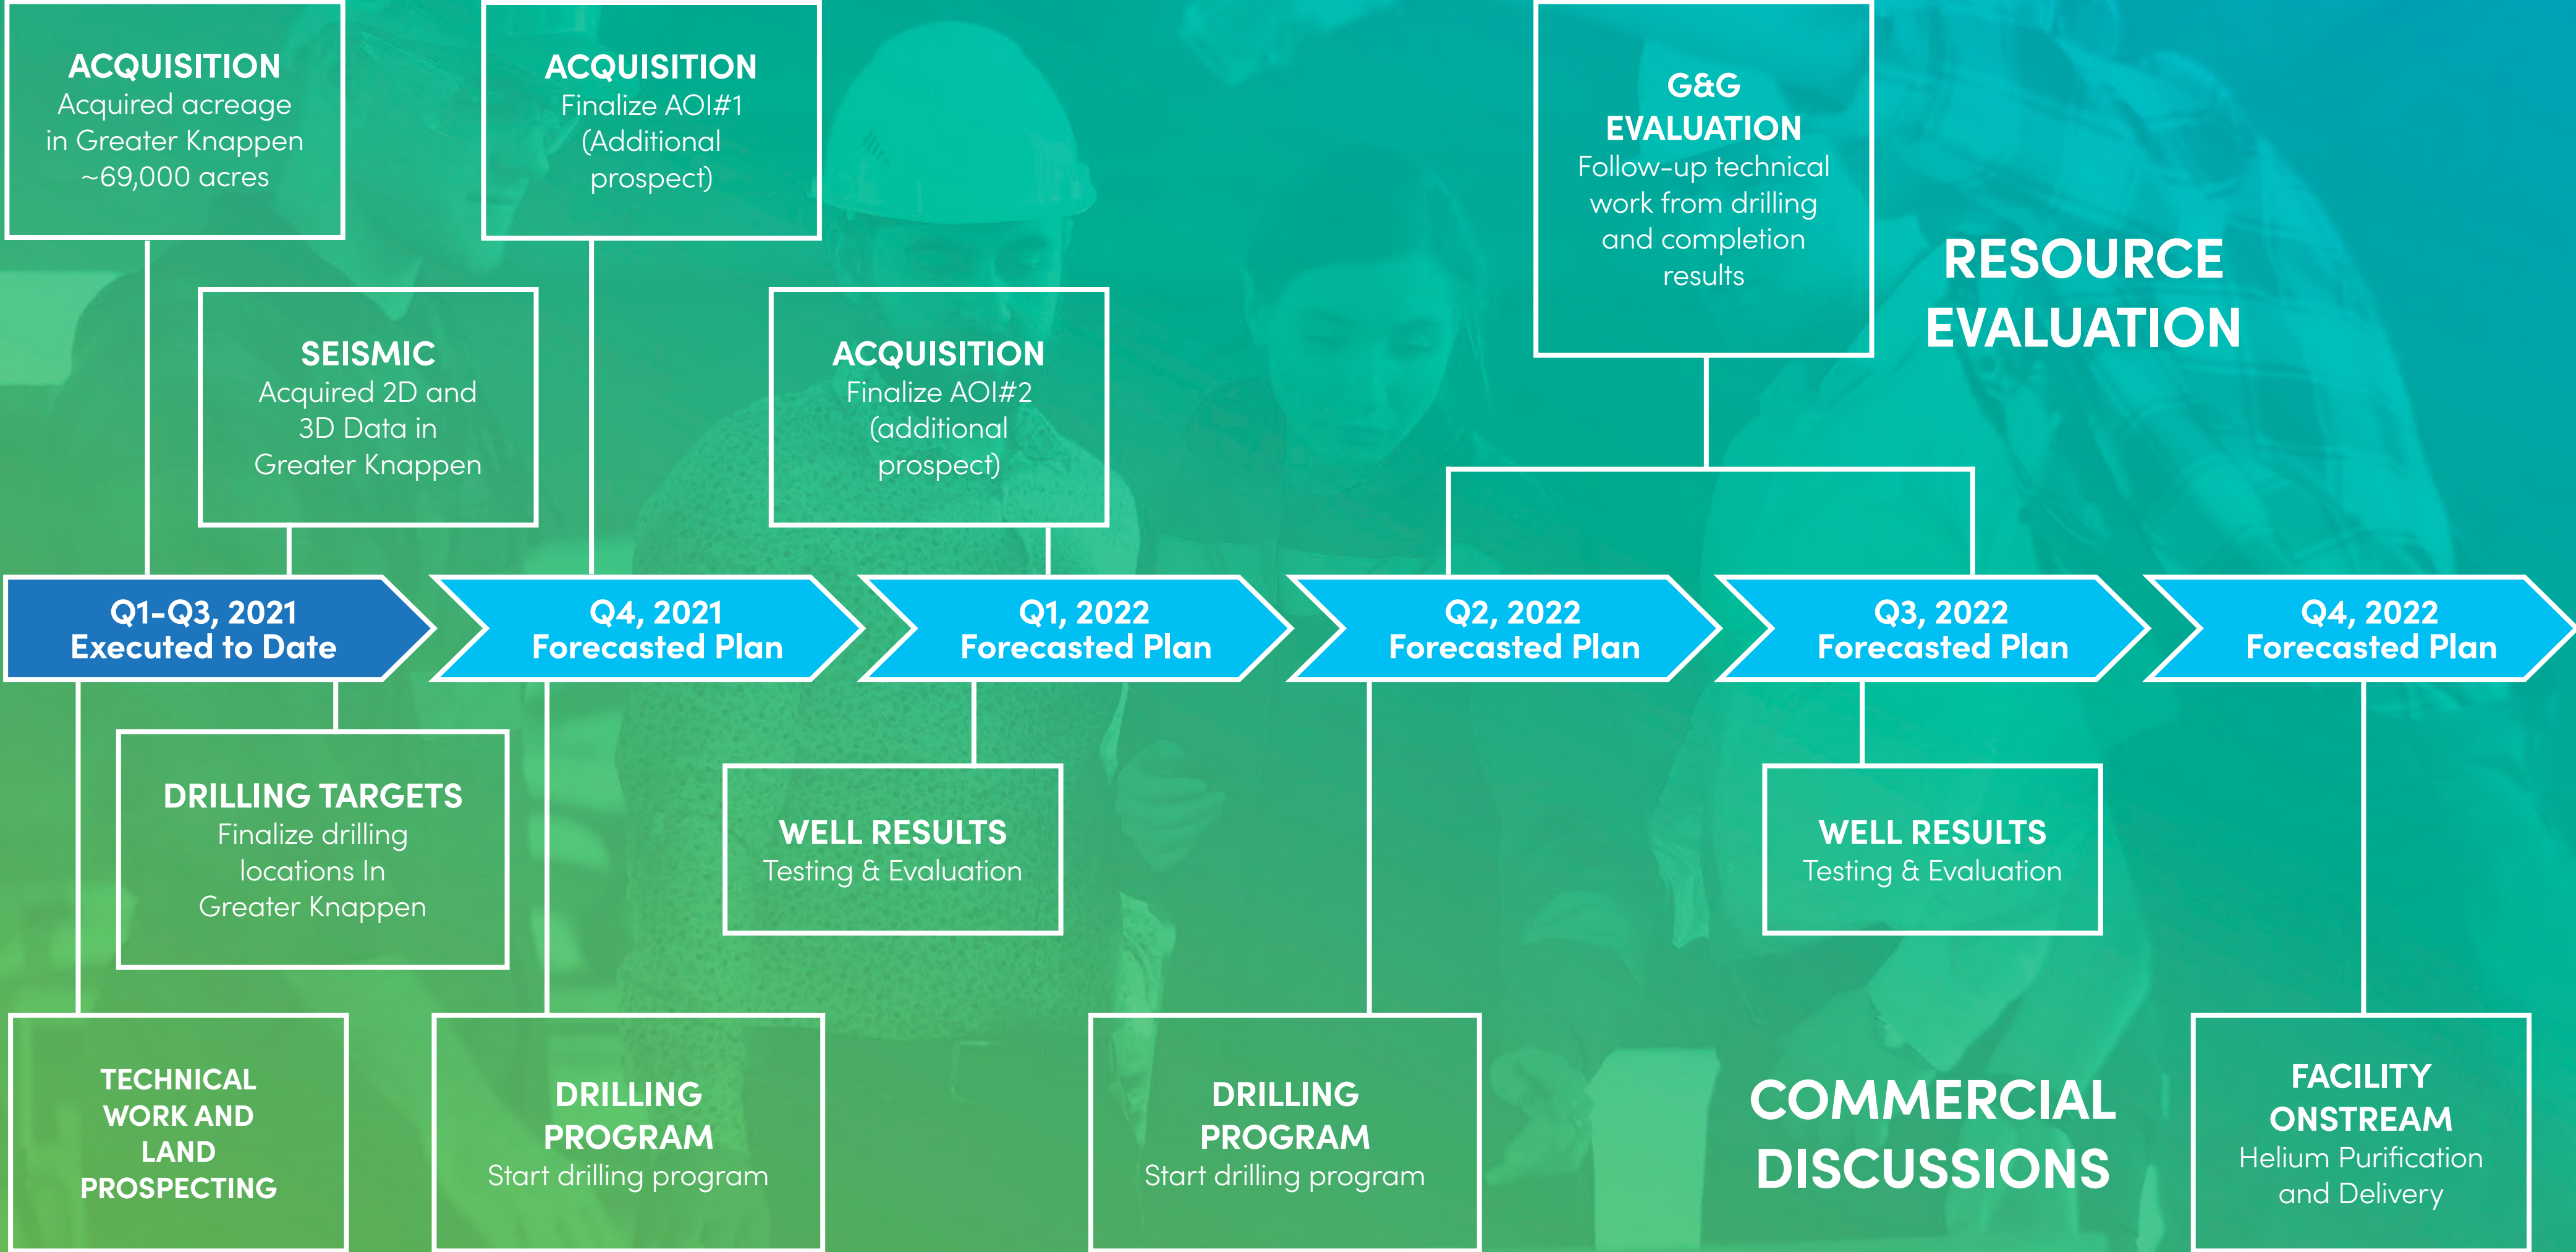 ACQUISITION
Acquired acreage
in Greater Knappen
~69,000 acres
ACQUISITION
Finalize AOI#1
(Additional
prospect)
G&G
EVALUATION
Follow-up technical
work from drilling
and completion
results
RESOURCE
EVALUATION
SEISMIC
Acquired 2D and
3D Data in
Greater Knappen
ACQUISITION
Finalize AOI#2
(additional
prospect)
Q1-Q3, 2021
Executed to Date
Q4, 2021
Forecasted Plan
Q1, 2022
Forecasted Plan
Q2, 2022
Forecasted Plan
Q3, 2022
Forecasted Plan
Q4, 2022
Forecasted Plan
DRILLING TARGETS
Finalize drilling
locations In
Greater Knappen
WELL RESULTS
Testing & Evaluation
WELL RESULTS
Testing & Evaluation
TECHNICAL
WORK AND
LAND
PROSPECTING
DRILLING
PROGRAM
Start drilling program
DRILLING
PROGRAM
Start drilling program
COMMERCIAL
DISCUSSIONS
FACILITY
ONSTREAM
Helium Purification
and Delivery